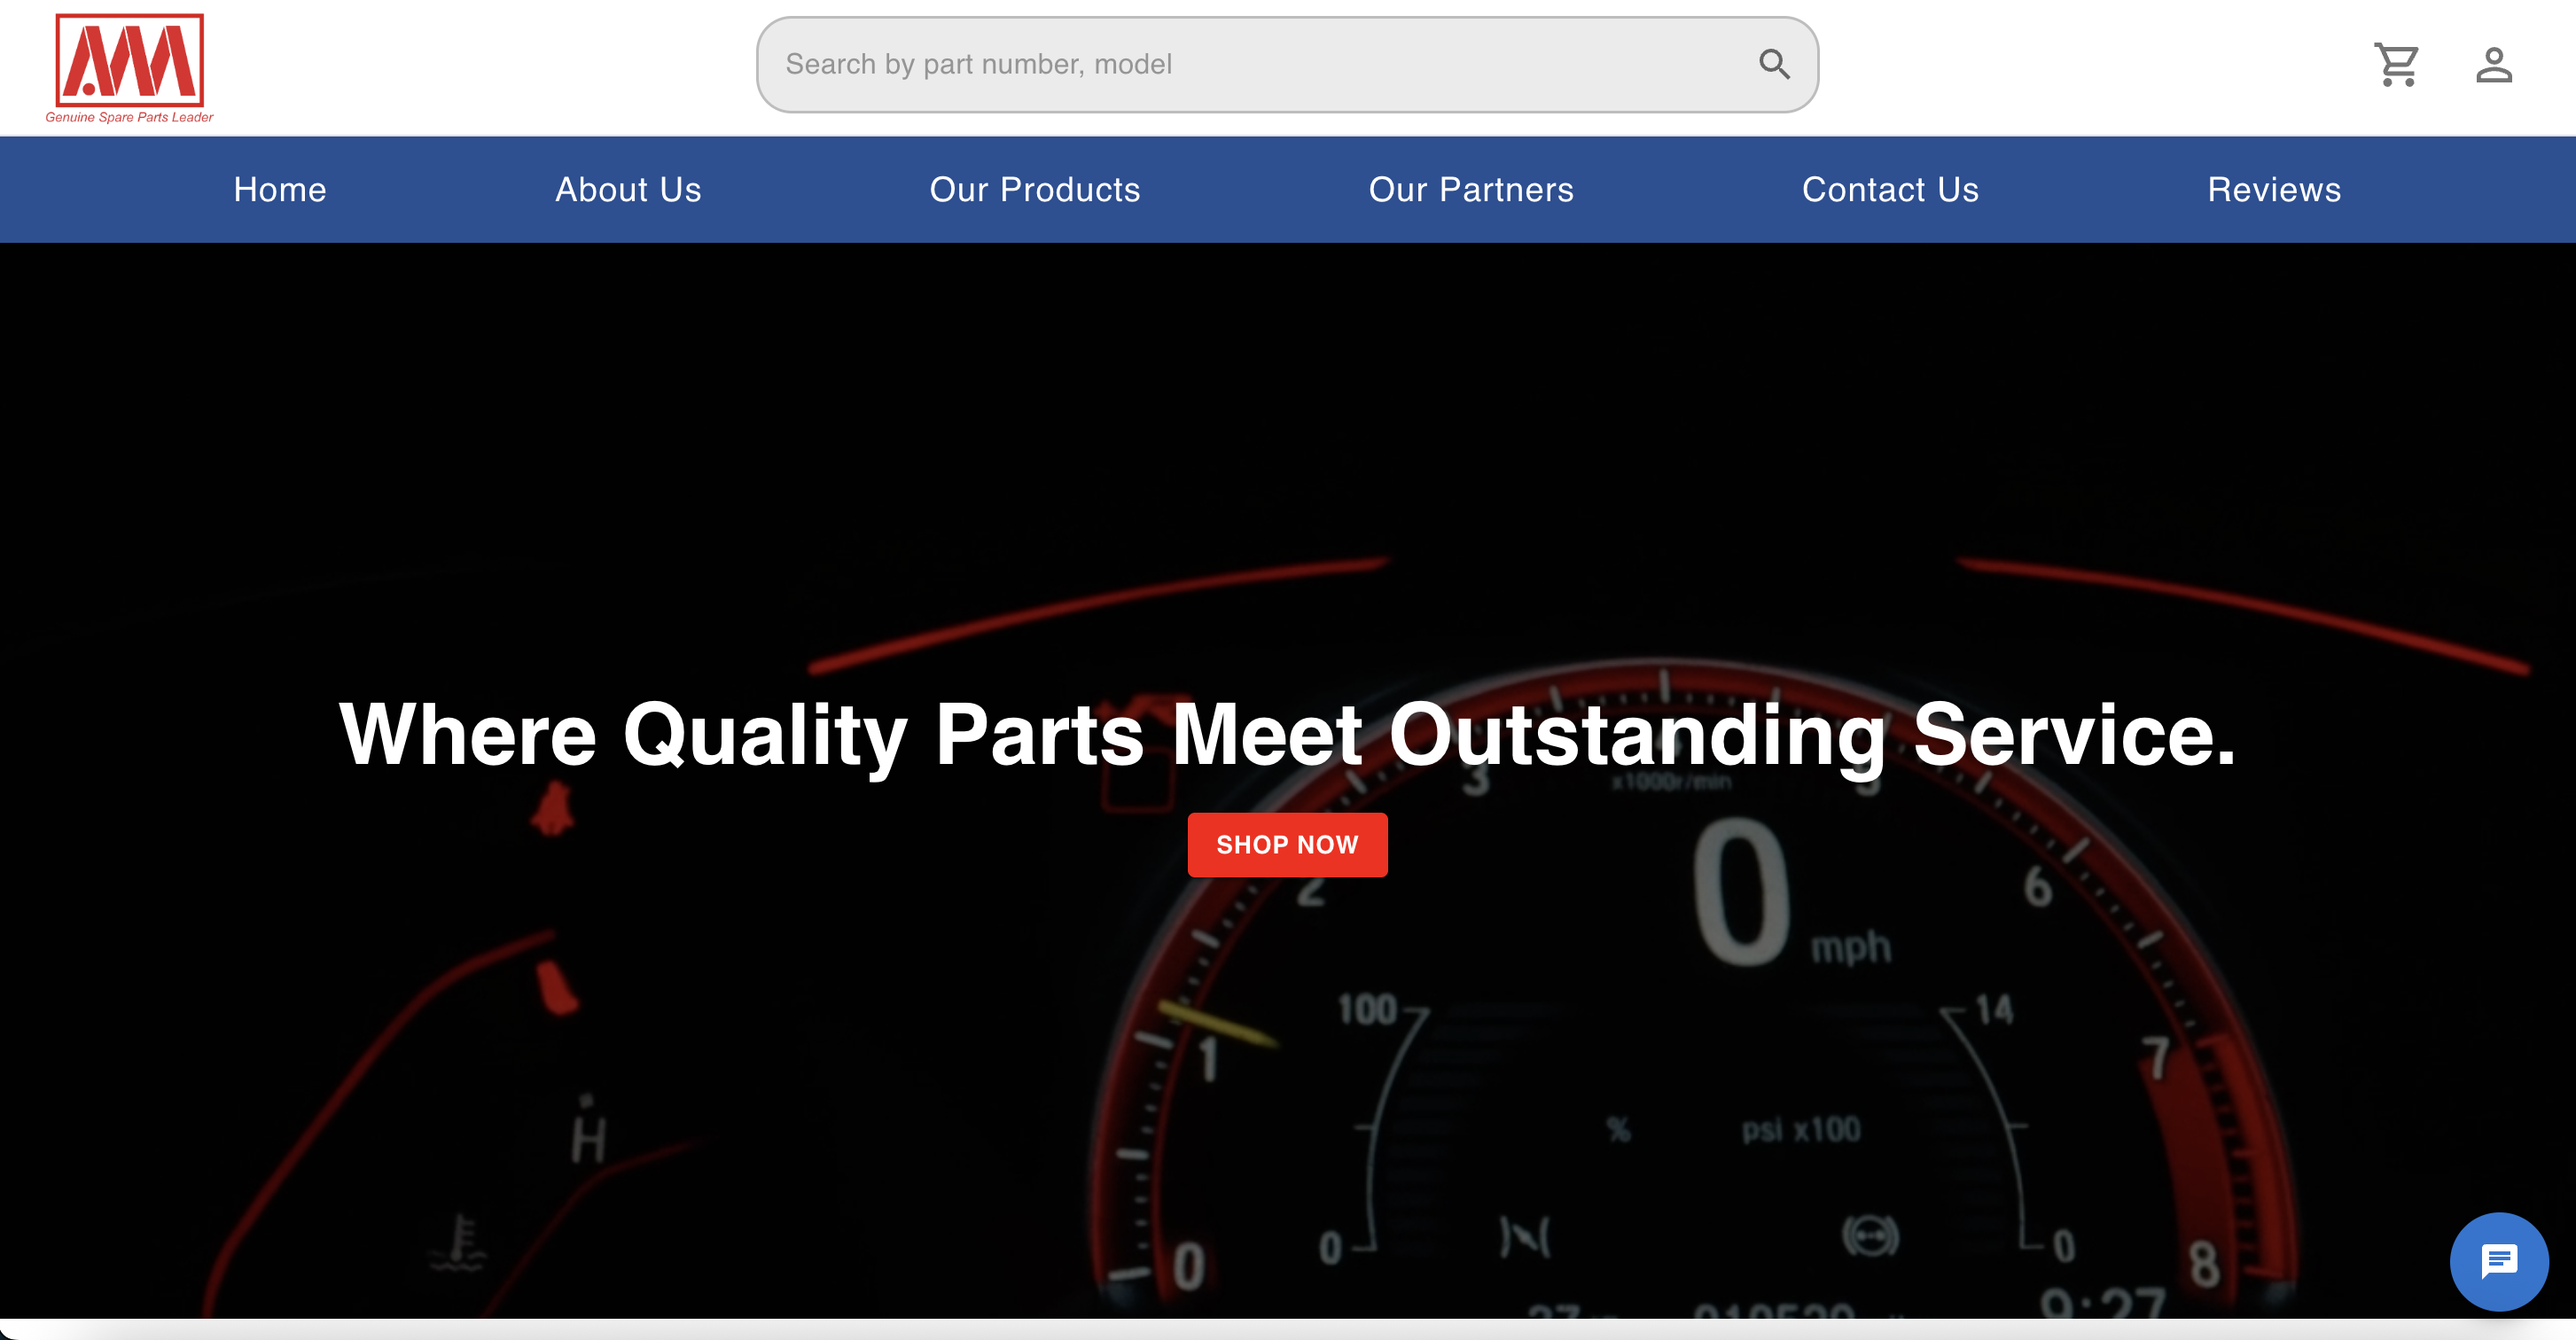 AMM
Genuine Spare Parts Leader
Search by part number, model
Home
About Us
Our Products
Our Partners
Contact Us
Reviews
Where Quality Parts Meet Outstanding Service.
SHOP NOW
x1000r/min
0
1
2
3
5
6
7
8
0 mph
100
0
14
0
%
psi x100
H
9:27